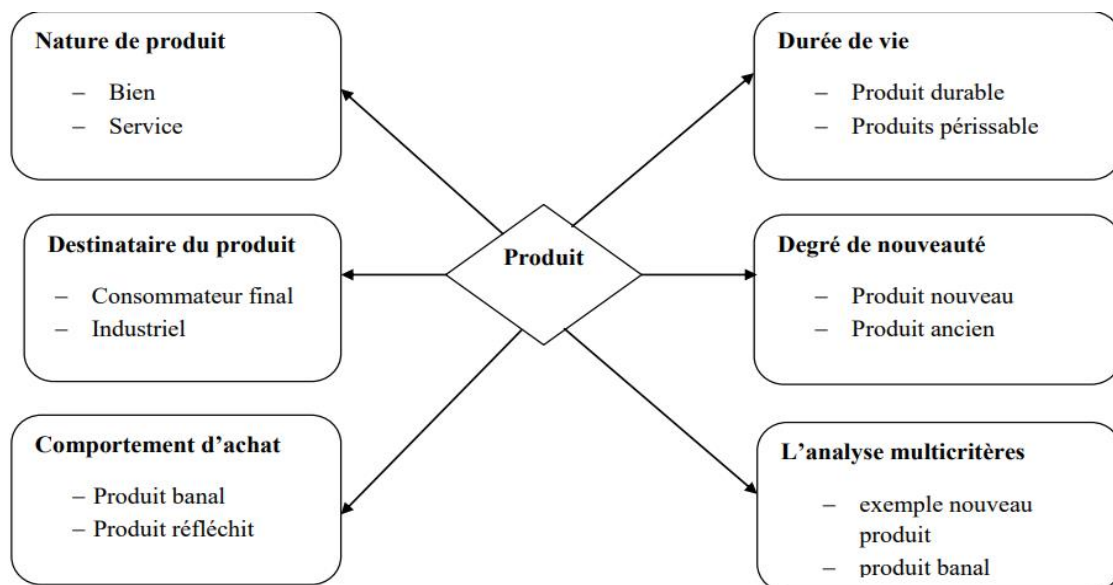 Nature de produit
– Bien
– Service
Durée de vie
– Produit durable
– Produits périssable
Destinataire du produit
– Consommateur final
– Industriel
Produit
Degré de nouveauté
– Produit nouveau
– Produit ancien
Comportement d’achat
– Produit banal
– Produit réfléchit
L’analyse multicritères
– exemple nouveau
produit
– produit banal